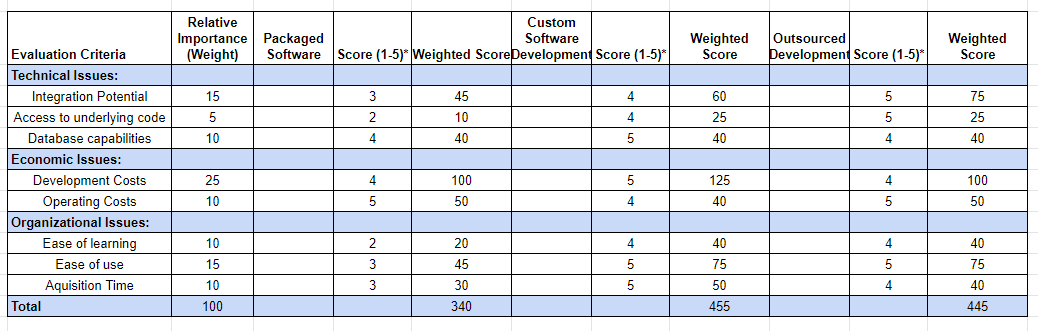 Evaluation Criteria Relative Importance (Weight) Packaged Software Score (1-5)* Weighted Score Custom Software Development Score (1-5)* Weighted Score Outsourced Development Score (1-5)* Weighted Score
Technical Issues:
Integration Potential 15 3 45 4 60 5 75
Access to underlying code 5 2 10 4 25 5 25
Database capabilities 10 4 40 5 40 4 40
Economic Issues:
Development Costs 25 4 100 5 125 4 100
Operating Costs 10 5 50 4 40 5 50
Organizational Issues:
Ease of learning 10 2 20 4 40 4 40
Ease of use 15 3 45 5 75 5 75
Aquisition Time 10 3 30 5 50 4 40
Total 100 340 455 445